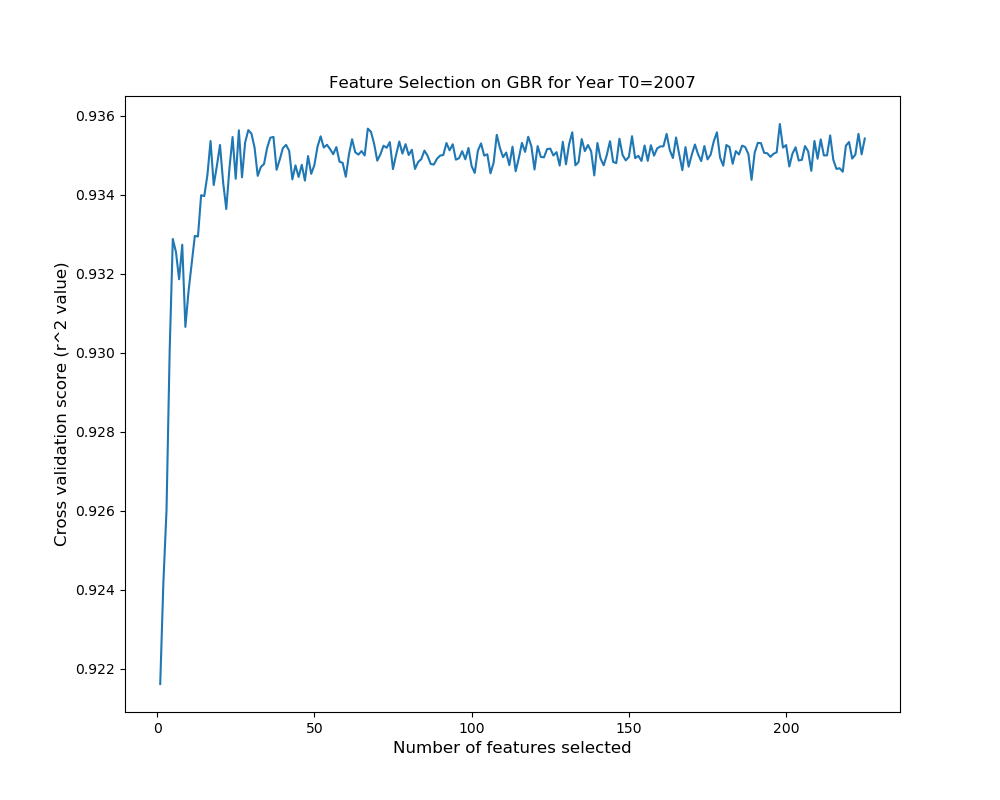 Feature Selection on GBR for Year T0=2007
0.936
0.934
0.932
0.930
0.928
0.926
0.924
0.922
Cross validation score (r^2 value)
0 50 100 150 200
Number of features selected